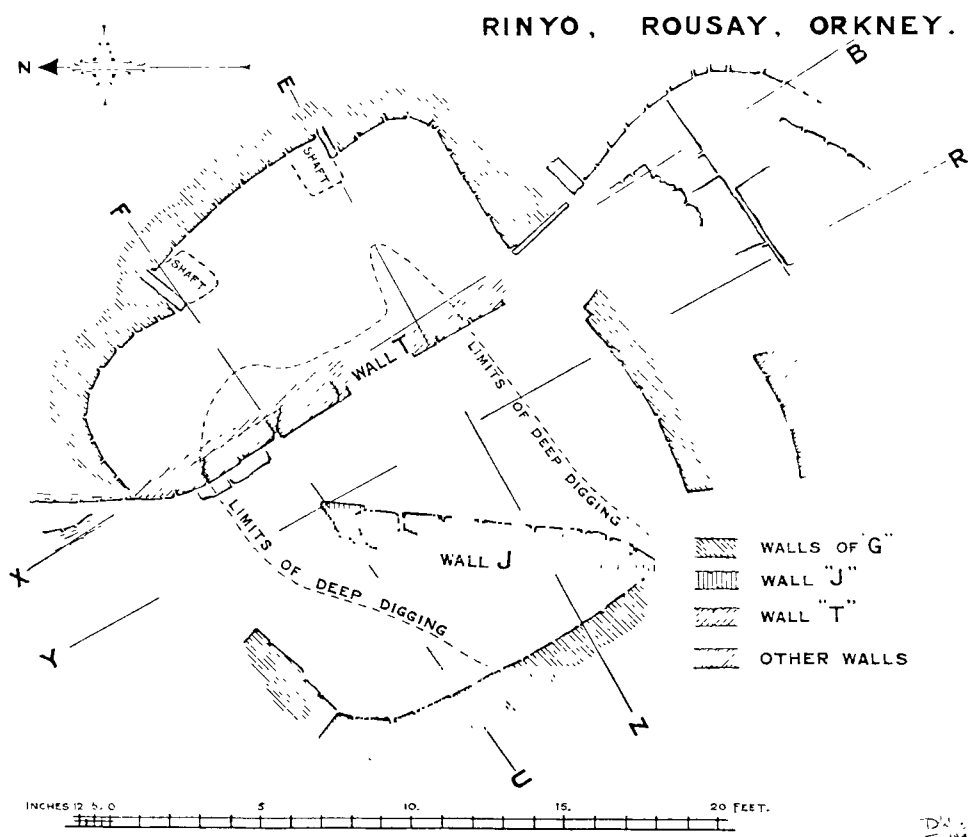 RINYO, ROUSAY, ORKNEY.
N
B
E
R
SHAFT
F
SHAFT
WALL T
LIMITS OF DEEP DIGGING
LIMITS OF DEEP DIGGING
WALL J
X
Y
Z
U
WALLS OF "G"
WALL "J"
WALL "T"
OTHER WALLS
INCHES 12 6. 0 5 10. 15. 20 FEET.